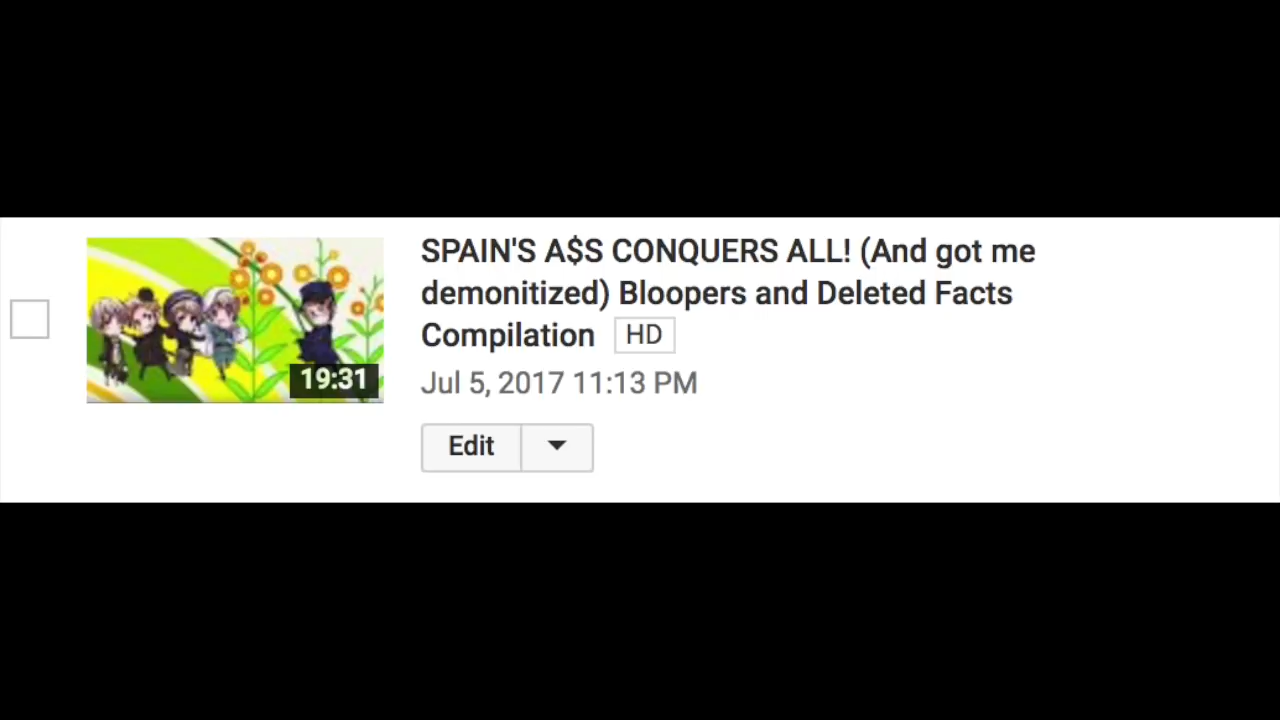 SPAIN'S A$S CONQUERS ALL! (And got me
demonitized) Bloopers and Deleted Facts
Compilation HD
19:31
Jul 5, 2017 11:13 PM
Edit